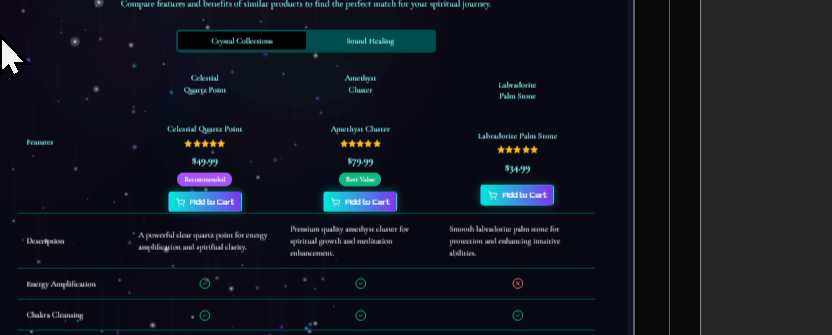 Compare features and benefits of similar products to find the perfect match for your spiritual journey.
Crystal Collections
Sound Healing
Celestial
Quartz Point
Amethyst
Cluster
Labradorite
Palm Stone
Features
Celestial Quartz Point
$49.99
Recommended
Add to Cart
Amethyst Cluster
$79.99
Best Value
Add to Cart
Labradorite Palm Stone
$34.99
Add to Cart
Description
A powerful clear quartz point for energy
amplification and spiritual clarity.
Premium quality amethyst cluster for
spiritual growth and meditation
enhancement.
Smooth labradorite palm stone for
protection and enhancing intuitive
abilities.
Energy Amplification
Chakra Cleansing